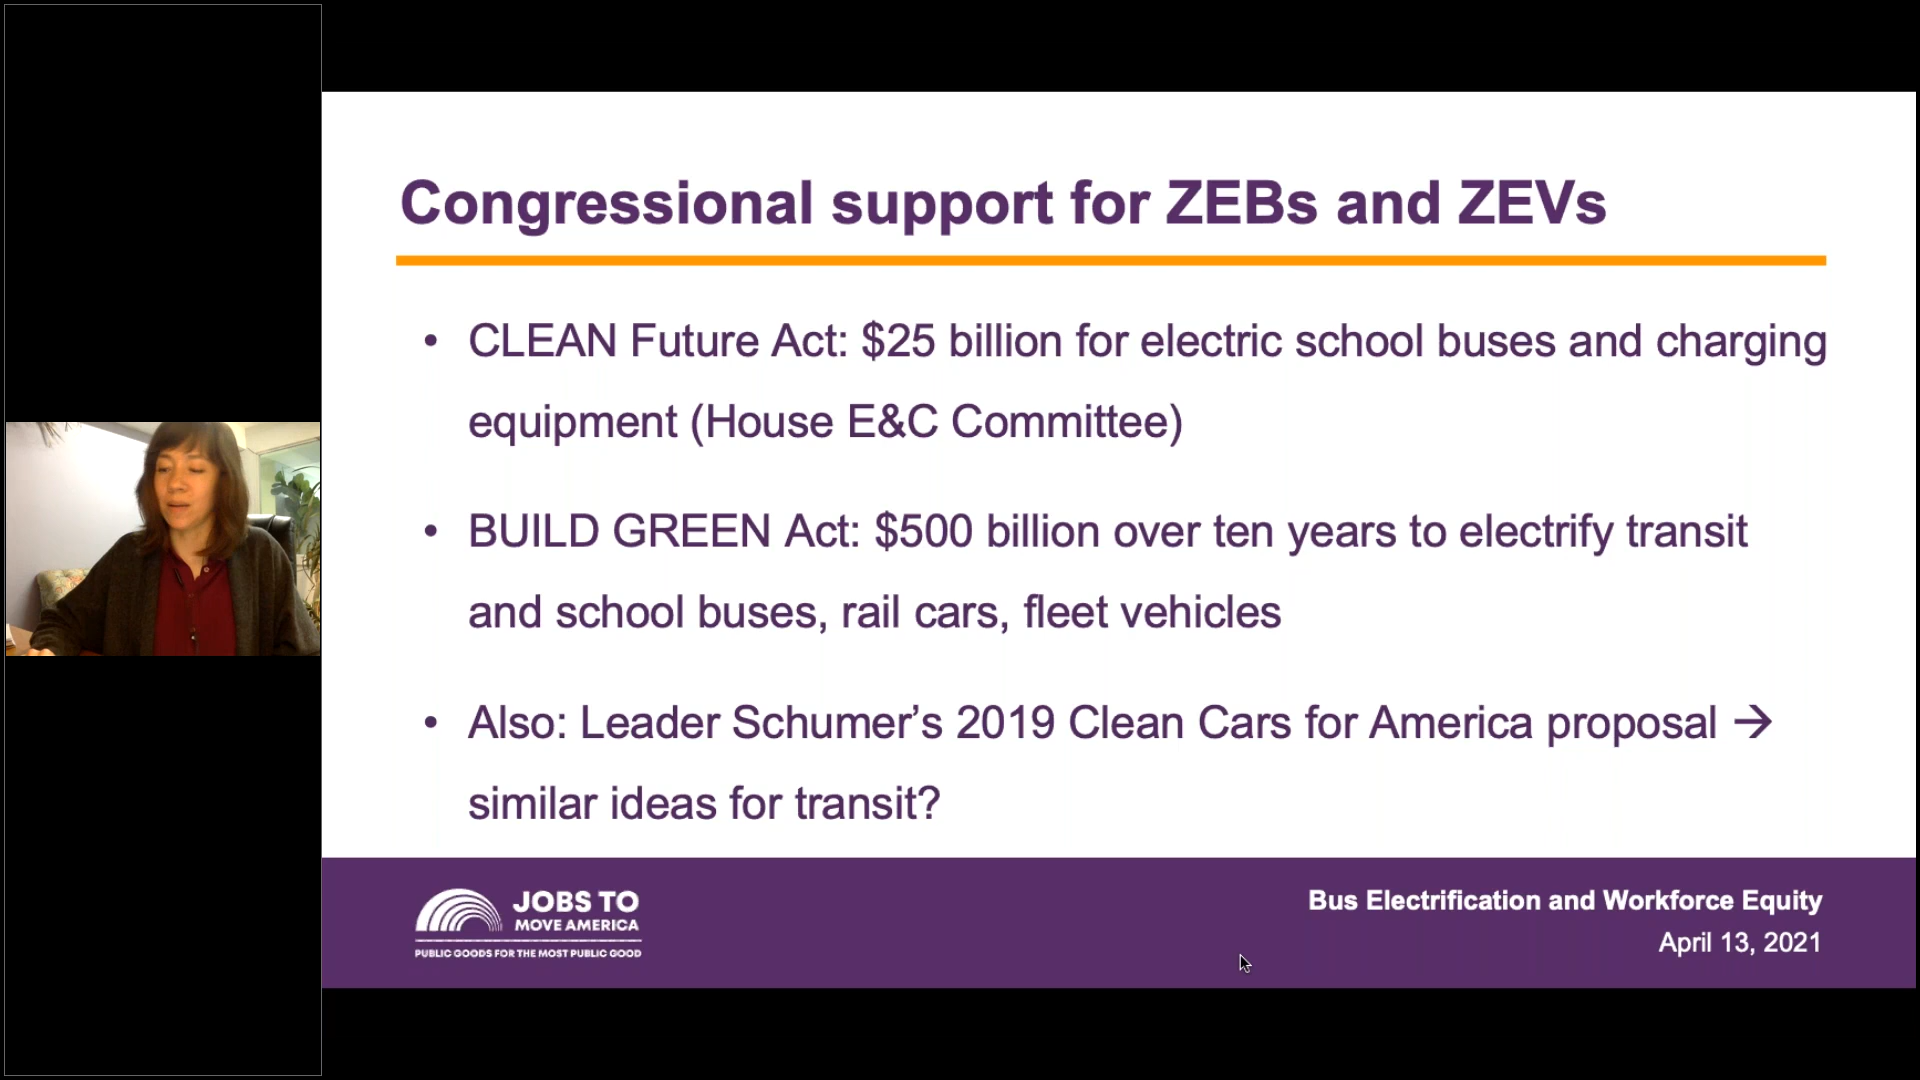 Congressional support for ZEBs and ZEVs
• CLEAN Future Act: $25 billion for electric school buses and charging
equipment (House E&C Committee)
• BUILD GREEN Act: $500 billion over ten years to electrify transit
and school buses, rail cars, fleet vehicles
• Also: Leader Schumer’s 2019 Clean Cars for America proposal →
similar ideas for transit?
JOBS TO
MOVE AMERICA
PUBLIC GOODS FOR THE MOST PUBLIC GOOD
Bus Electrification and Workforce Equity
April 13, 2021